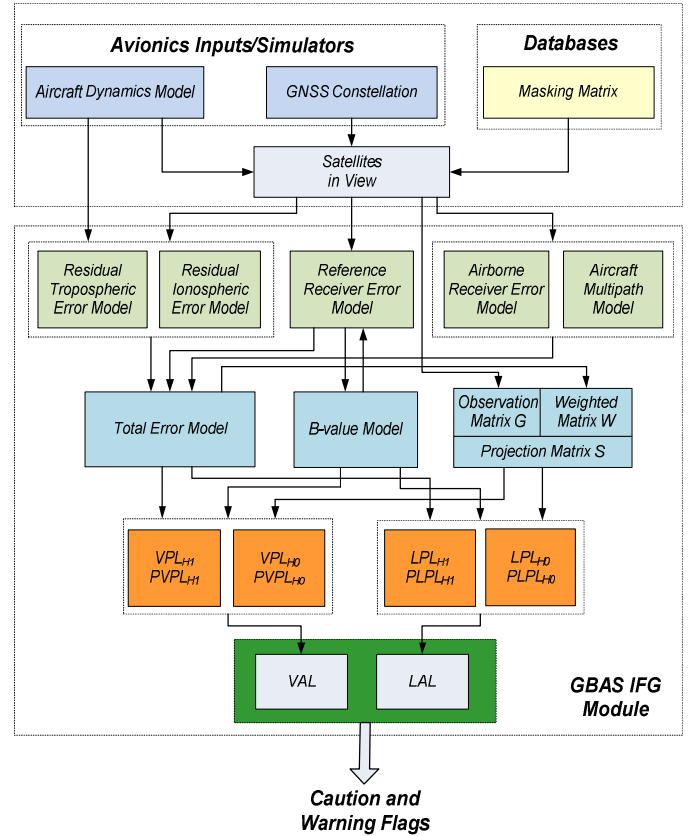 Avionics Inputs/Simulators
Databases
Aircraft Dynamics Model
GNSS Constellation
Masking Matrix
Satellites
in View
Residual
Tropospheric
Error Model
Residual
Ionospheric
Error Model
Reference
Receiver Error
Model
Airborne
Receiver Error
Model
Aircraft
Multipath
Model
Total Error Model
B-value Model
Observation
Matrix G
Weighted
Matrix W
Projection Matrix S
VPLH1
PVPLH1
VPLH0
PVPLH0
LPLH1
PLPLH1
LPLH0
PLPLH0
VAL
LAL
GBAS IFG
Module
Caution and
Warning Flags